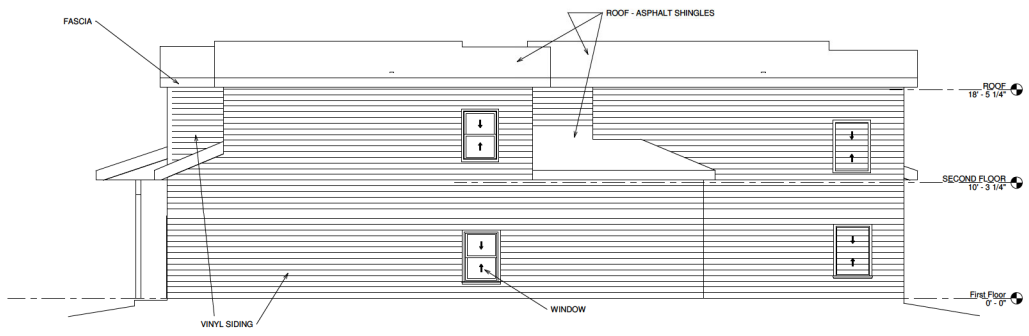 ROOF - ASPHALT SHINGLES
FASCIA
ROOF
18' - 5 1/4"
SECOND FLOOR
10' - 3 1/4"
First Floor
0' - 0"
WINDOW
VINYL SIDING